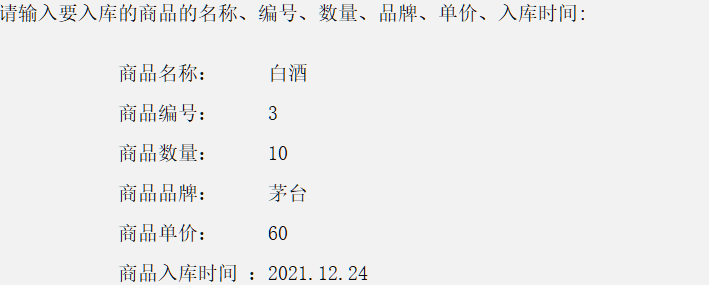 请输入要入库的商品的名称、编号、数量、品牌、单价、入库时间:
商品名称： 白酒
商品编号： 3
商品数量： 10
商品品牌： 茅台
商品单价： 60
商品入库时间 ：2021.12.24